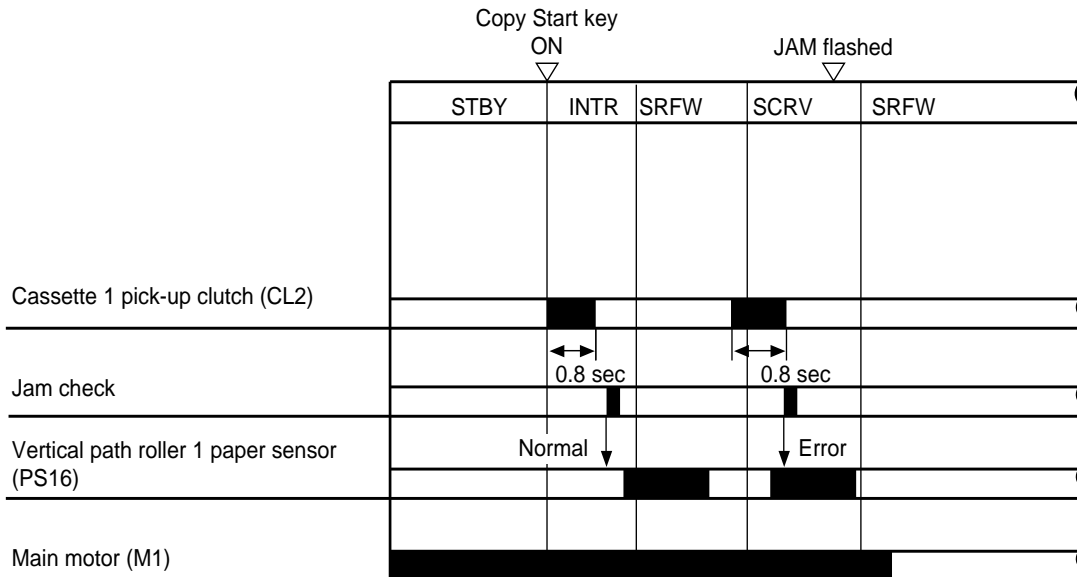 Copy Start key
ON
JAM flashed
STBY
INTR
SRFW
SCRV
SRFW
Cassette 1 pick-up clutch (CL2)
0.8 sec
0.8 sec
Jam check
Normal
Error
Vertical path roller 1 paper sensor
(PS16)
Main motor (M1)